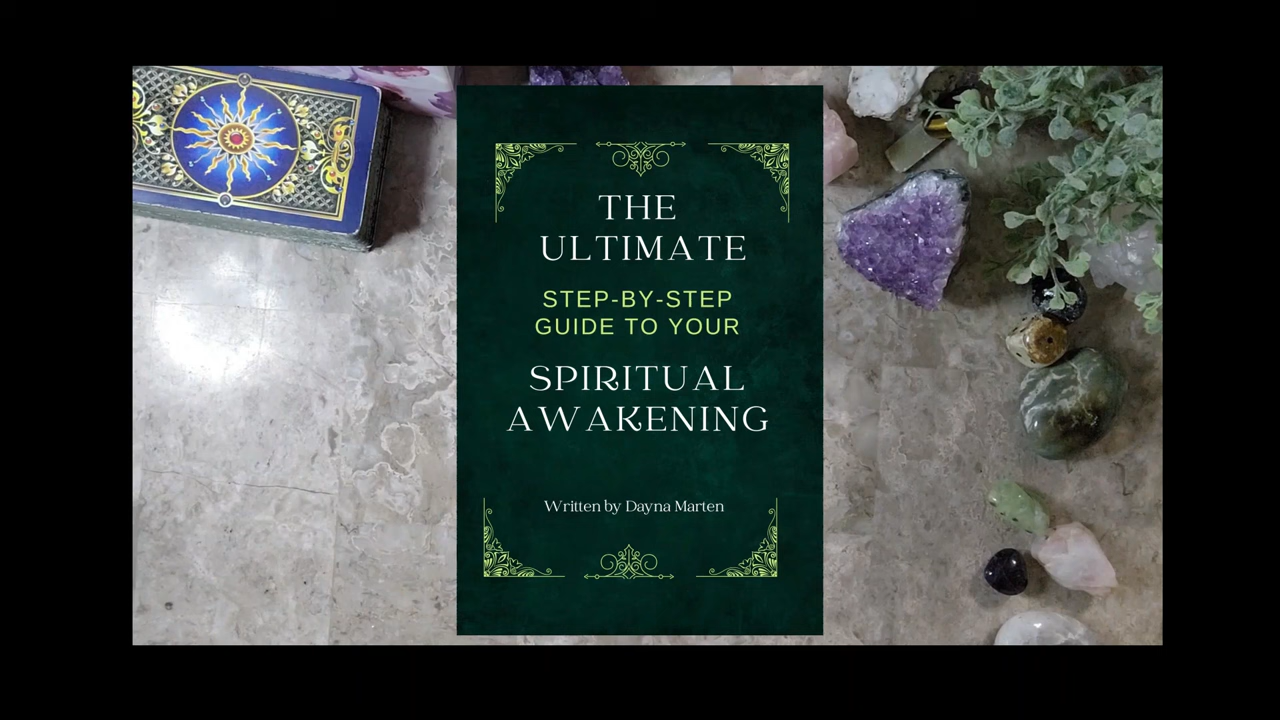 THE
ULTIMATE
STEP-BY-STEP
GUIDE TO YOUR
SPIRITUAL
AWAKENING
Written by Dayna Marten